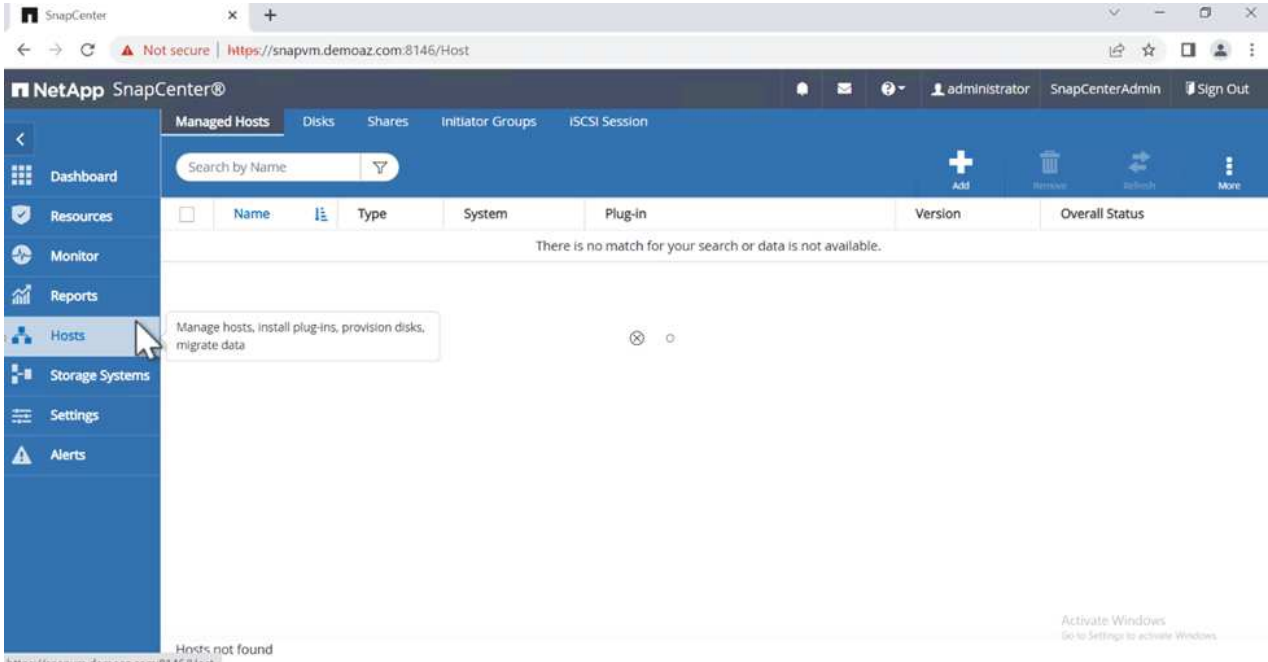 SnapCenter
Not secure | https://snapvm.demoaz.com:8146/Host
NetApp SnapCenter®
administrator SnapCenterAdmin Sign Out
Managed Hosts Disks Shares Initiator Groups iSCSI Session
Search by Name
Add Remove Refresh More
Dashboard
Resources
Monitor
Reports
Hosts
Storage Systems
Settings
Alerts
Name Type System Plug-in Version Overall Status
There is no match for your search or data is not available.
Manage hosts, install plug-ins, provision disks,
migrate data
Activate Windows
Go to Settings to activate Windows.
Hosts not found